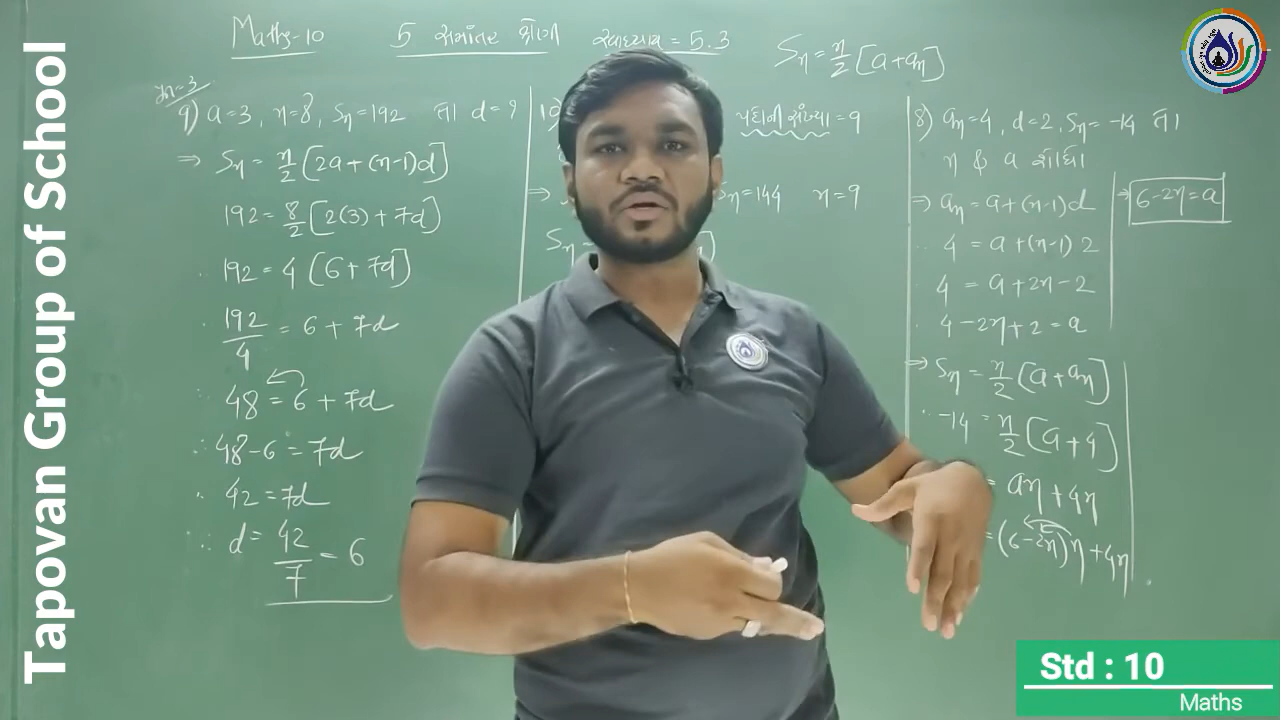 Tapovan Group of School
Maths-10 5 સમાંતર શ્રેણી સ્વાધ્યાય = 5.3
Sₙ = n/2 [a + aₙ]
9) a=3, n=8, Sₙ=192 તો d = ?
⇒ Sₙ = n/2 [2a + (n-1)d]
192 = 8/2 [2(3) + 7d]
∴ 192 = 4 [6 + 7d]
∴ 192/4 = 6 + 7d
∴ 48 = 6 + 7d
∴ 48-6 = 7d
∴ 42 = 7d
∴ d = 42/7 = 6
10) પદોની સંખ્યા = 9
⇒ Sₙ=144 n=9
Sₙ =
8) aₙ=4, d=2, Sₙ= -14 તો
n & a શોધો
⇒ aₙ = a + (n-1)d
∴ 4 = a + (n-1) 2
∴ 4 = a + 2n - 2
∴ 4 - 2n + 2 = a
⇒ 6-2n = a
⇒ Sₙ = n/2 [a + aₙ]
∴ -14 = n/2 [a + 4]
= an + 4n
= (6-2n)n + 4n
Std : 10
Maths